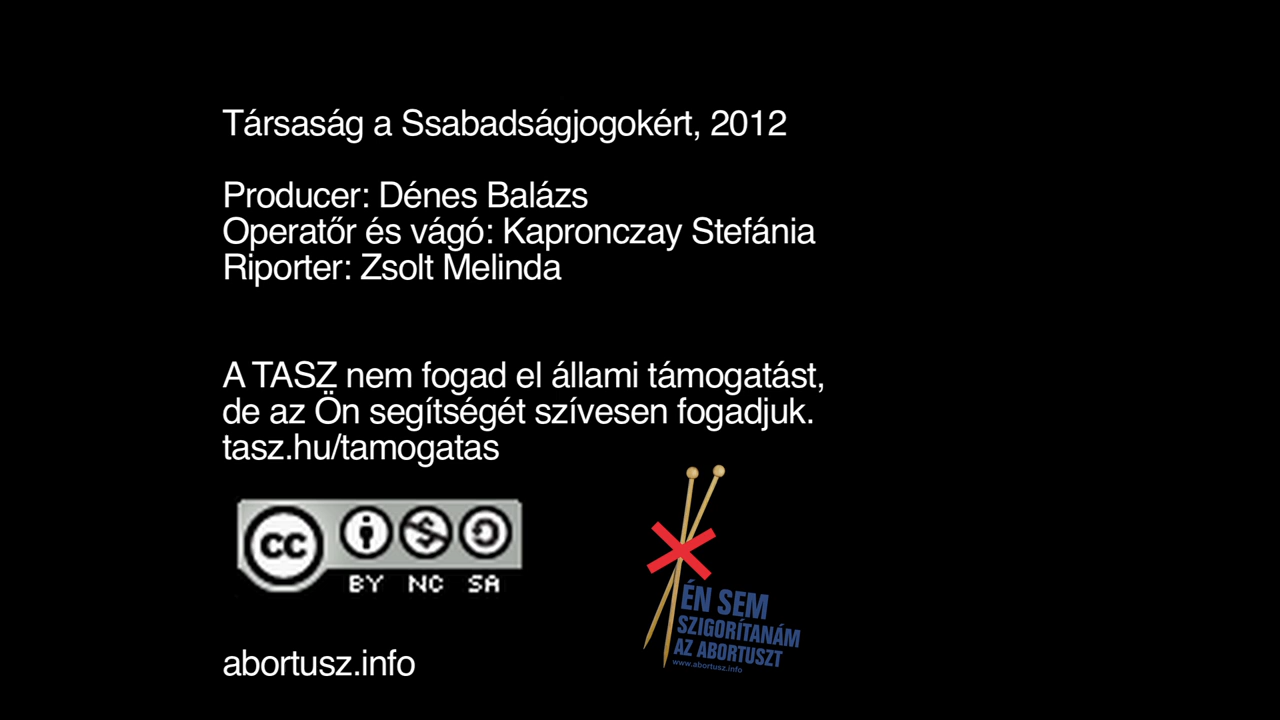 Társaság a Ssabadságjogokért, 2012
Producer: Dénes Balázs
Operatőr és vágó: Kapronczay Stefánia
Riporter: Zsolt Melinda
A TASZ nem fogad el állami támogatást,
de az Ön segítségét szívesen fogadjuk.
tasz.hu/tamogatas
cc
BY NC SA
ÉN SEM
SZIGORÍTANÁM
AZ ABORTUSZT
www.abortusz.info
abortusz.info